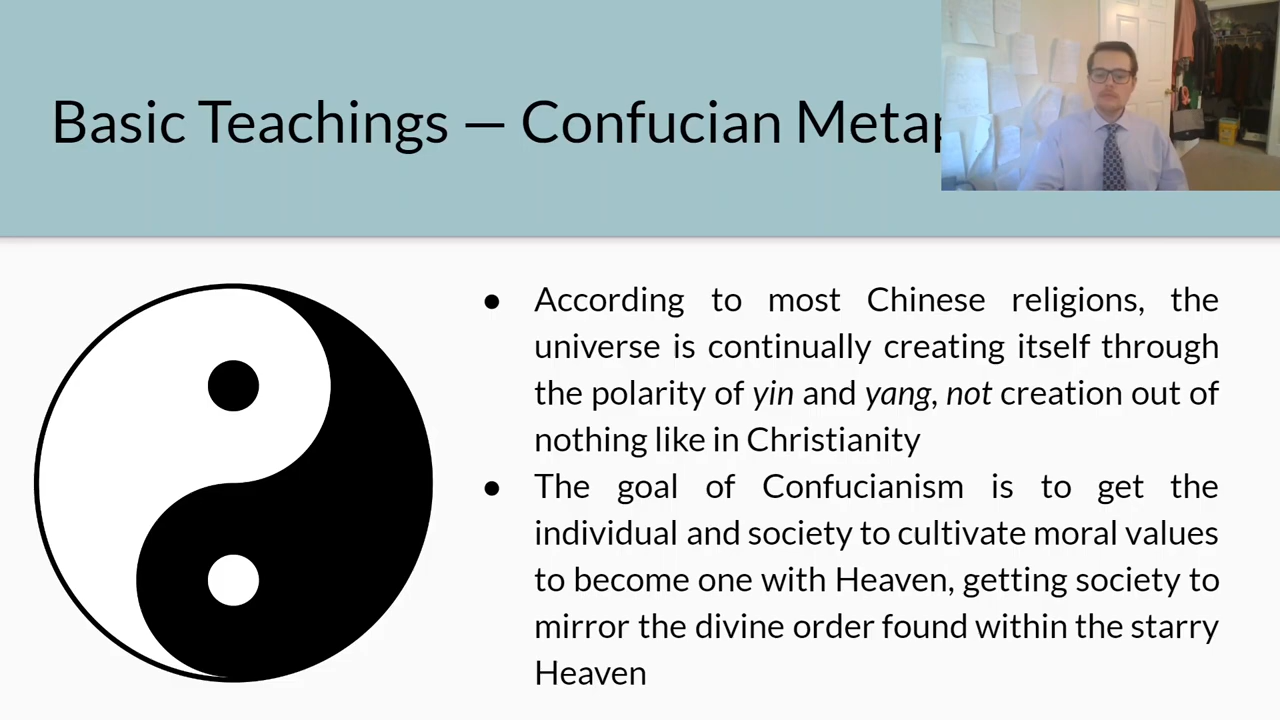 Basic Teachings — Confucian Metap
● According to most Chinese religions, the
universe is continually creating itself through
the polarity of yin and yang, not creation out of
nothing like in Christianity
● The goal of Confucianism is to get the
individual and society to cultivate moral values
to become one with Heaven, getting society to
mirror the divine order found within the starry
Heaven